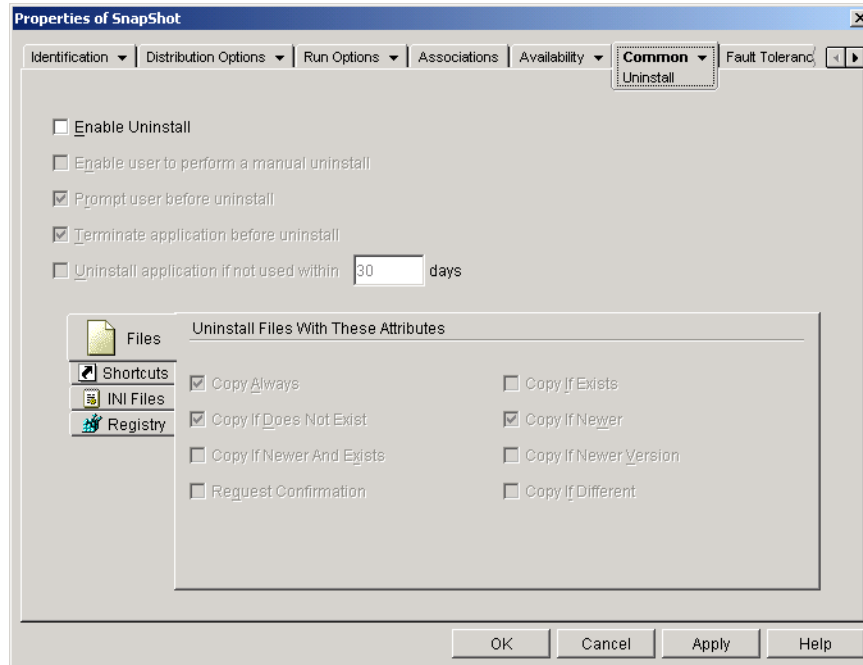 Properties of SnapShot
Identification Distribution Options Run Options Associations Availability Common Fault Toleranc
Uninstall
Enable Uninstall
Enable user to perform a manual uninstall
Prompt user before uninstall
Terminate application before uninstall
Uninstall application if not used within 30 days
Files
Shortcuts
INI Files
Registry
Uninstall Files With These Attributes
Copy Always Copy If Exists
Copy If Does Not Exist Copy If Newer
Copy If Newer And Exists Copy If Newer Version
Request Confirmation Copy If Different
OK Cancel Apply Help